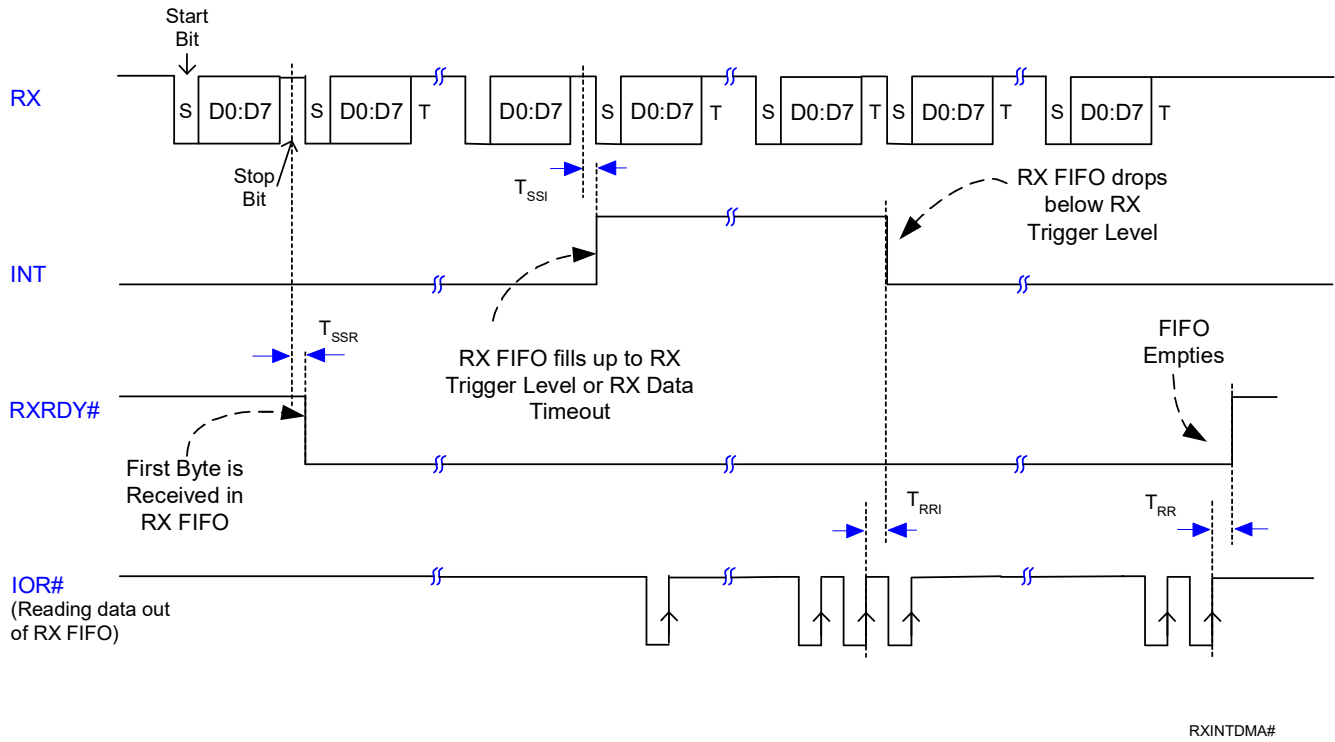 Start
Bit
RX
S D0:D7 S D0:D7 T D0:D7 S D0:D7 T S D0:D7 T S D0:D7 T S D0:D7 T
Stop
Bit
TSSI
RX FIFO drops
below RX
Trigger Level
INT
TSSR
RX FIFO fills up to RX
Trigger Level or RX Data
Timeout
FIFO
Empties
RXRDY#
First Byte is
Received in
RX FIFO
TRRI
TRR
IOR#
(Reading data out
of RX FIFO)
RXINTDMA#